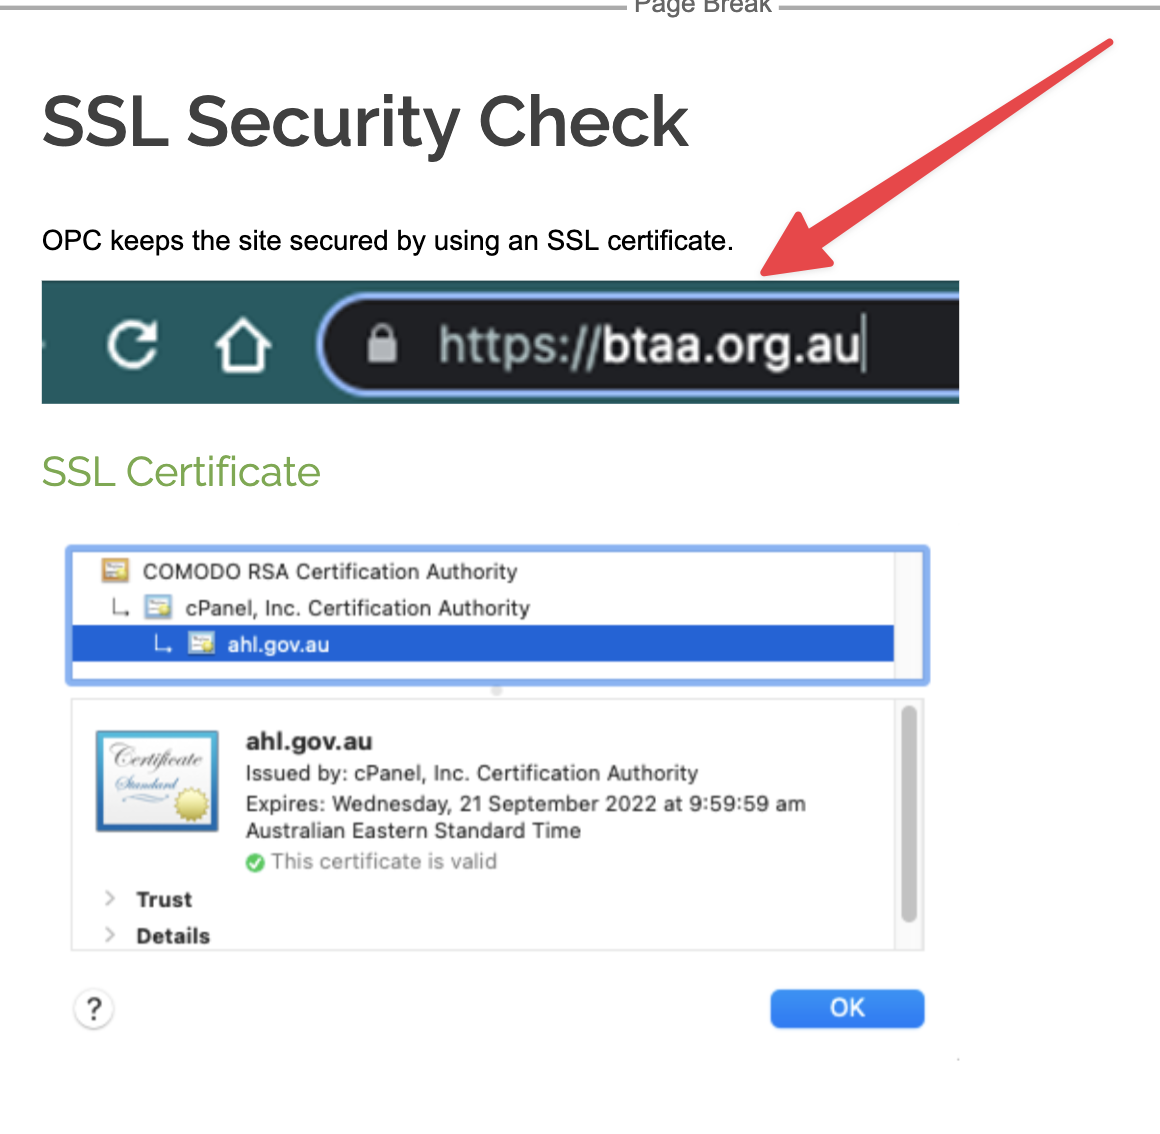 Page Break
SSL Security Check
OPC keeps the site secured by using an SSL certificate.
https://btaa.org.au
SSL Certificate
COMODO RSA Certification Authority
cPanel, Inc. Certification Authority
ahl.gov.au
Certificate
Standard
ahl.gov.au
Issued by: cPanel, Inc. Certification Authority
Expires: Wednesday, 21 September 2022 at 9:59:59 am
Australian Eastern Standard Time
This certificate is valid
Trust
Details
?
OK